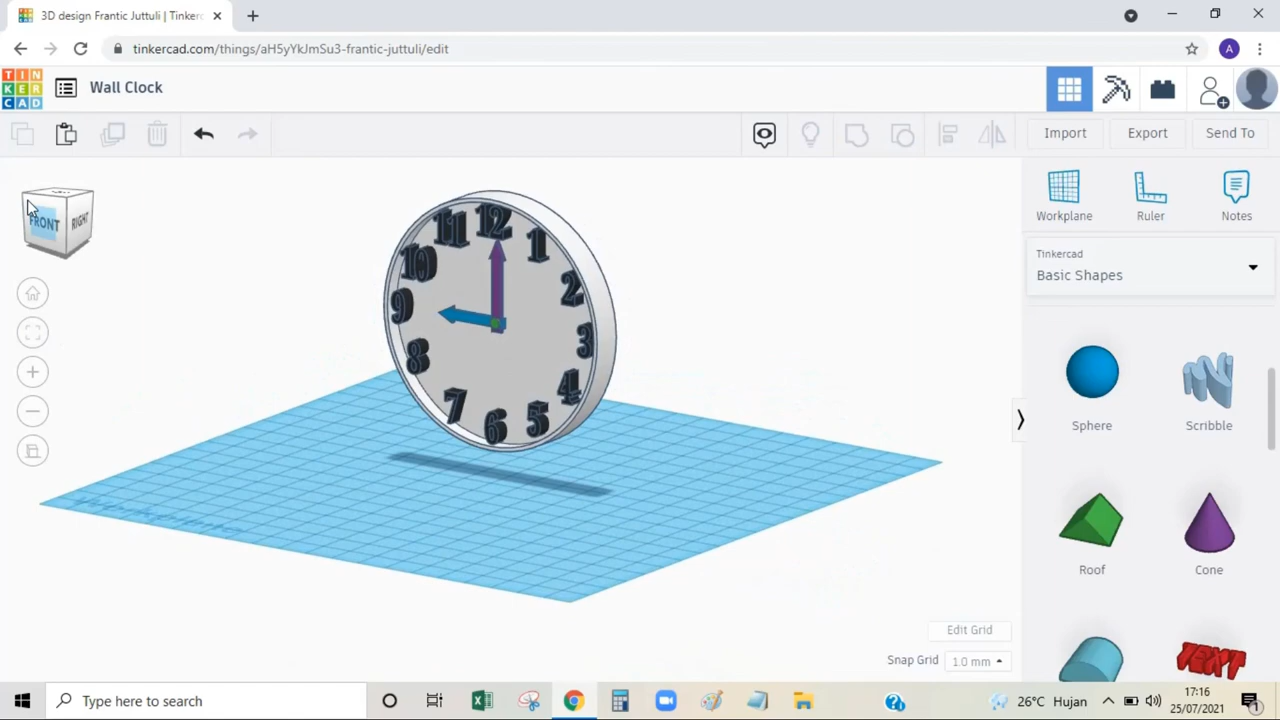 3D design Frantic Juttuli | Tinkerc
tinkercad.com/things/aH5yYkJmSu3-frantic-juttuli/edit
A
TIN
KER
CAD
Wall Clock
Import
Export
Send To
FRONT
RIGHT
Workplane
Ruler
Notes
Tinkercad
Basic Shapes
12
11
1
10
2
9
3
8
4
7
6
5
Sphere
Scribble
Roof
Cone
TEXT
Edit Grid
Snap Grid
1.0 mm
Type here to search
26°C Hujan
17:16
25/07/2021
1